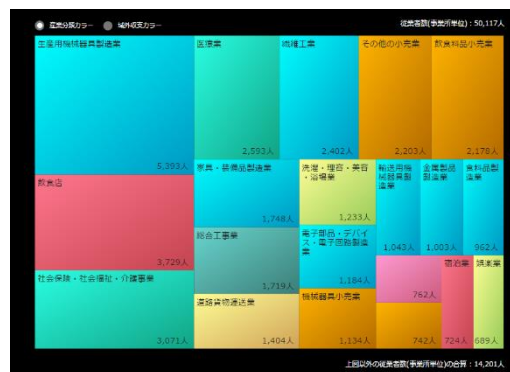 産業分類カラー
域外収支カラー
従業者数(事業所単位)：50,117人
生産用機械器具製造業
5,393人
医療業
2,593人
繊維工業
2,402人
その他の小売業
2,203人
飲食料品小売業
2,178人
飲食店
3,729人
家具・装備品製造業
1,748人
洗濯・理容・美容
・浴場業
1,233人
輸送用機
械器具製
造業
1,043人
金属製品
製造業
1,003人
食料品製
造業
962人
総合工事業
1,719人
電子部品・デバイ
ス・電子回路製造
業
1,184人
社会保険・社会福祉・介護事業
3,071人
道路貨物運送業
1,404人
機械器具小売業
1,134人
762人
742人
宿泊業
724人
娯楽業
689人
上図以外の従業者数(事業所単位)の合算：14,201人